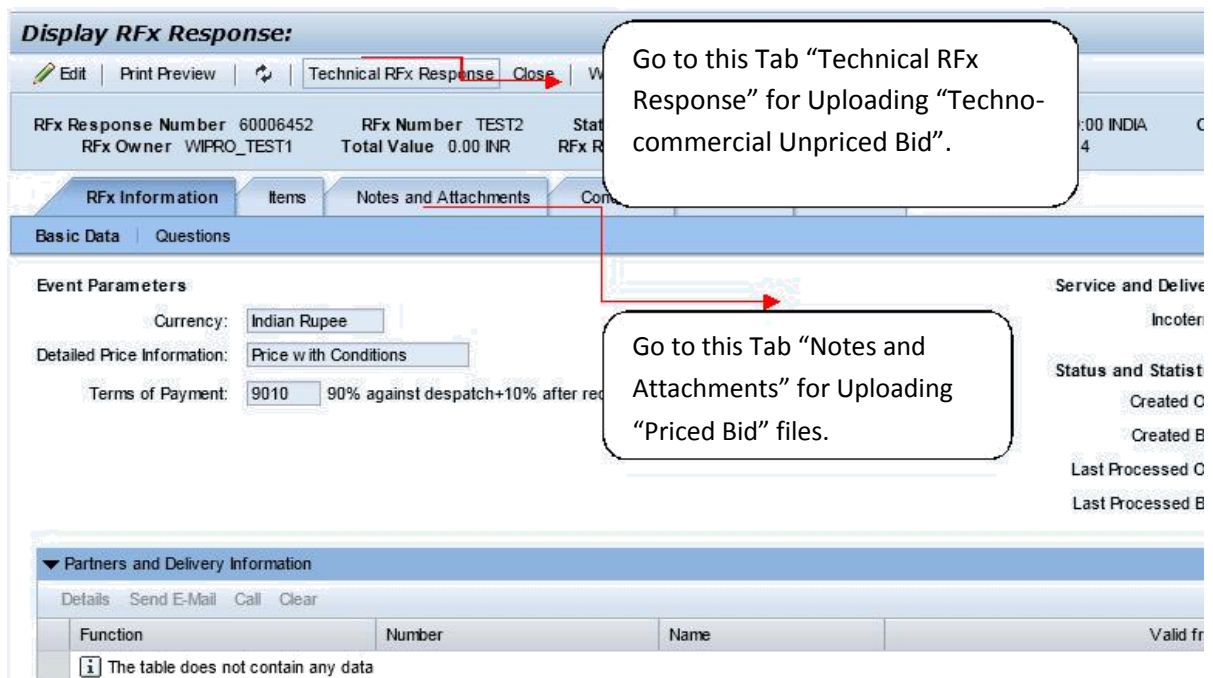 Display RFx Response:
Edit | Print Preview | Technical RFx Response Close | W
Go to this Tab “Technical RFx
Response” for Uploading “Techno-
commercial Unpriced Bid”.
RFx Response Number 60006452 RFx Number TEST2 Stat :00 INDIA C
RFx Owner WIPRO_TEST1 Total Value 0.00 INR RFx R 4
RFx Information Items Notes and Attachments Con
Basic Data | Questions
Event Parameters Service and Delive
Currency: Indian Rupee Incoter
Detailed Price Information: Price with Conditions
Terms of Payment: 9010 90% against despatch+10% after rec
Go to this Tab “Notes and
Attachments” for Uploading
“Priced Bid” files.
Status and Statist
Created O
Created B
Last Processed O
Last Processed B
Partners and Delivery Information
Details Send E-Mail Call Clear
Function Number Name Valid fr
i The table does not contain any data